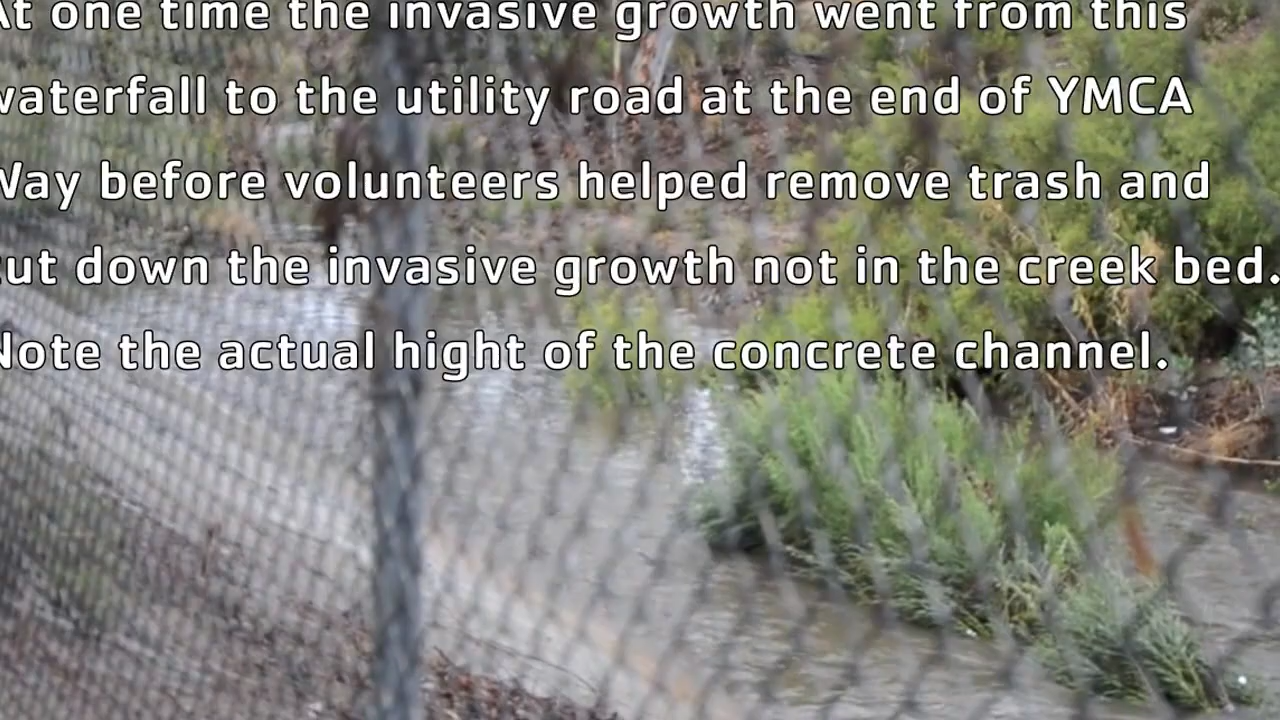 At one time the invasive growth went from this
waterfall to the utility road at the end of YMCA
Way before volunteers helped remove trash and
cut down the invasive growth not in the creek bed.
Note the actual hight of the concrete channel.